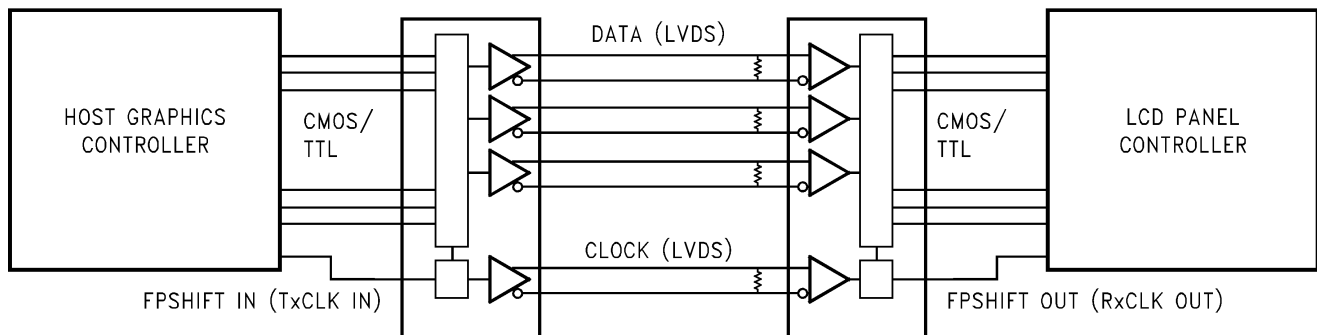 DATA (LVDS)
HOST GRAPHICS
CONTROLLER
CMOS/
TTL
CMOS/
TTL
LCD PANEL
CONTROLLER
CLOCK (LVDS)
FPSHIFT IN (TxCLK IN)
FPSHIFT OUT (RxCLK OUT)